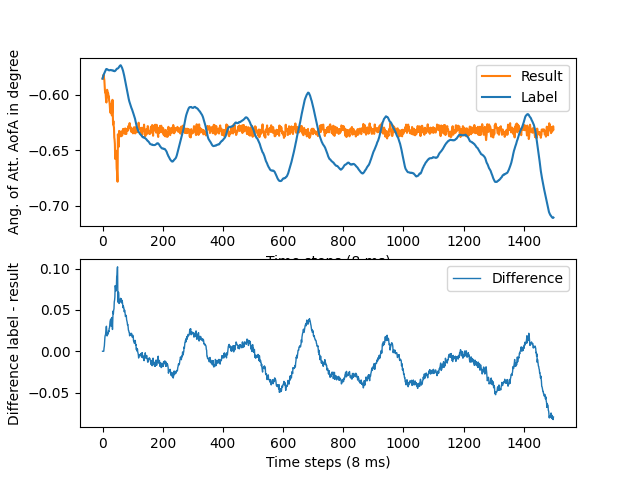 Ang. of Att. AofA in degree
−0.60
−0.65
−0.70
Result
Label
0 200 400 600 800 1000 1200 1400
Time steps (8 ms)
Difference label - result
0.10
0.05
0.00
−0.05
Difference
0 200 400 600 800 1000 1200 1400
Time steps (8 ms)